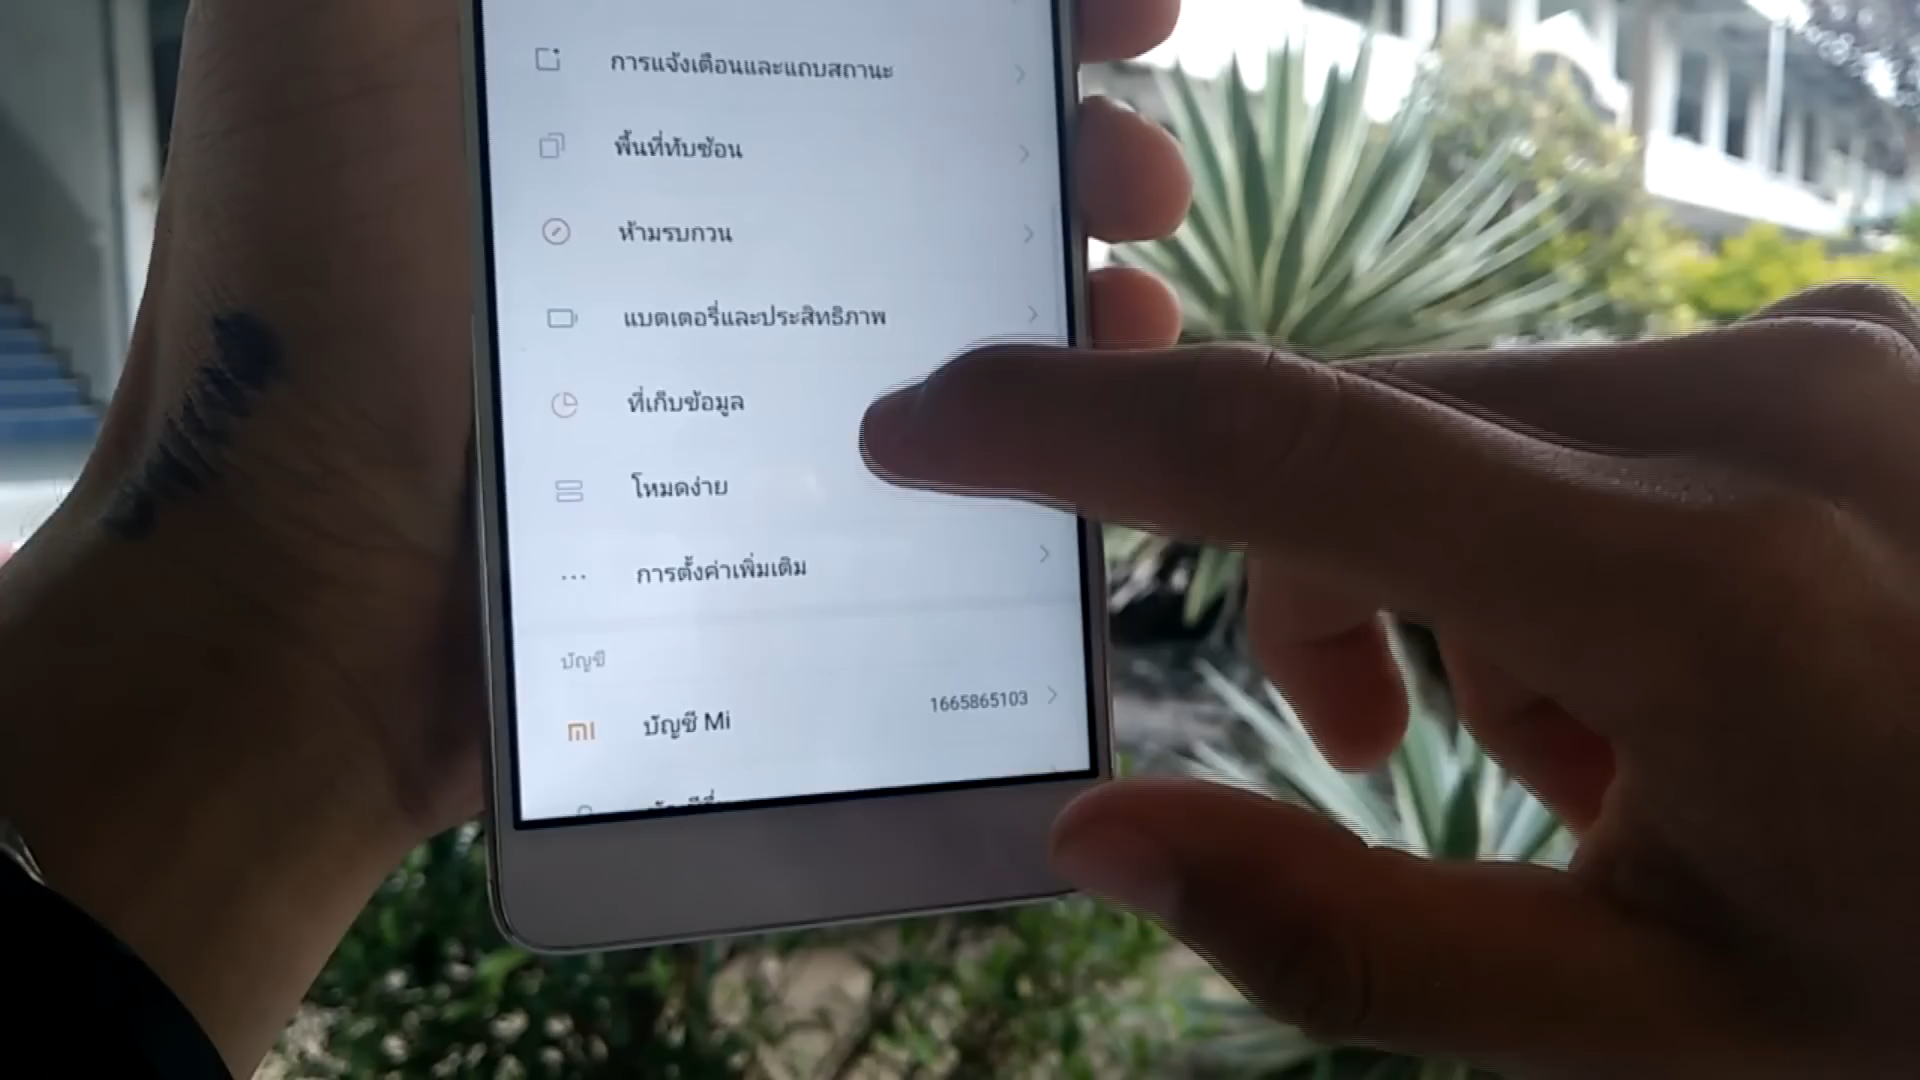 การแจ้งเตือนและแถบสถานะ
พื้นที่ทับซ้อน
ห้ามรบกวน
แบตเตอรี่และประสิทธิภาพ
ที่เก็บข้อมูล
โหมดง่าย
การตั้งค่าเพิ่มเติม
บัญชี
บัญชี Mi 1665865103